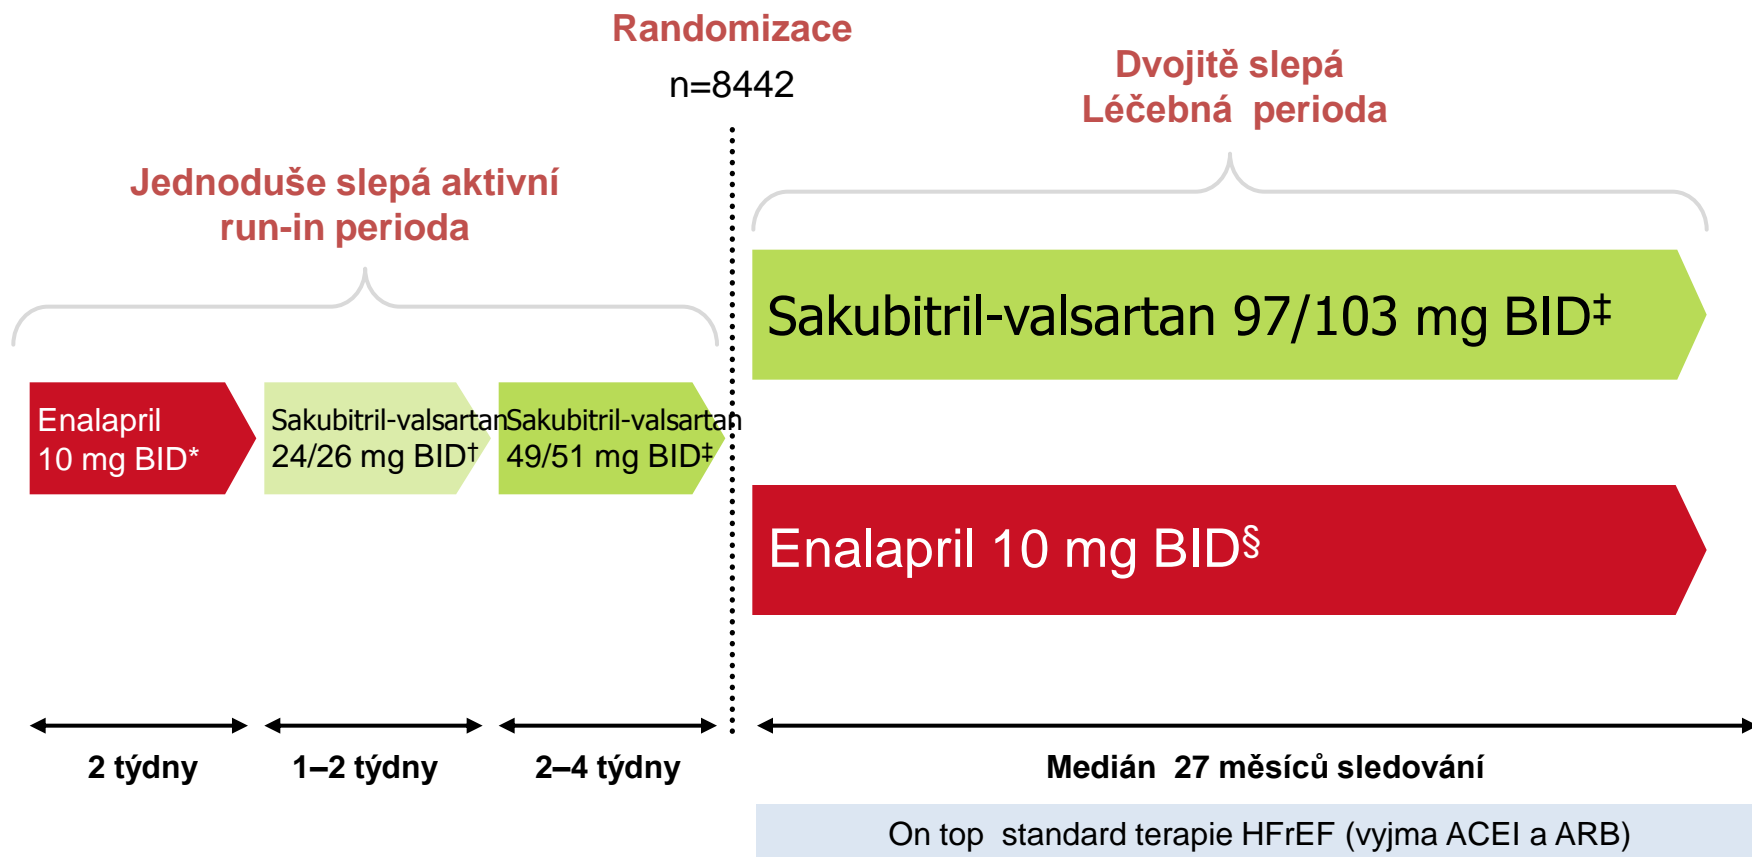 Randomizace
n=8442
Dvojitě slepá
Léčebná perioda
Jednoduše slepá aktivní
run-in perioda
Sakubitril-valsartan 97/103 mg BID‡
Enalapril
10 mg BID*
Sakubitril-valsartan
24/26 mg BID†
Sakubitril-valsartan
49/51 mg BID‡
Enalapril 10 mg BID§
2 týdny
1–2 týdny
2–4 týdny
Medián 27 měsíců sledování
On top standard terapie HFrEF (vyjma ACEI a ARB)